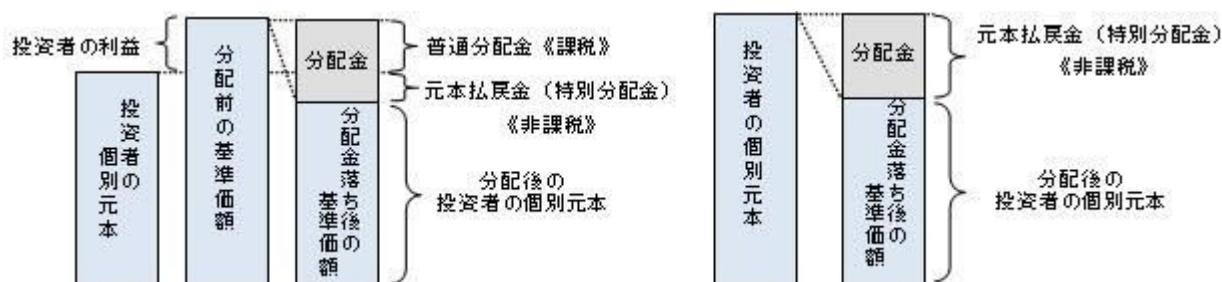 投資者の利益
投資者の
個別元本
分配前の基準価額
分配金
分配金落ち後の
基準価額
普通分配金《課税》
元本払戻金（特別分配金）
《非課税》
分配後の
投資者の個別元本
投資者の個別元本
分配金
分配金落ち後の
基準価額
元本払戻金（特別分配金）
《非課税》
分配後の
投資者の個別元本